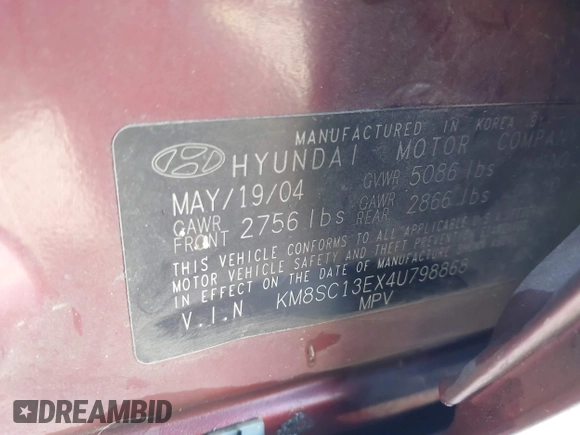 MANUFACTURED IN KOREA BY
HYUNDAI MOTOR COMPANY
MAY/19/04 GVWR 5086 lbs
GAWR FRONT 2756 lbs GAWR REAR 2866 lbs
THIS VEHICLE CONFORMS TO ALL APPLICABLE
MOTOR VEHICLE SAFETY AND THEFT PREVENTION
IN EFFECT ON THE DATE OF MANUFACTURE
V.I.N KM8SC13EX4U798868
MPV
DREAMBID